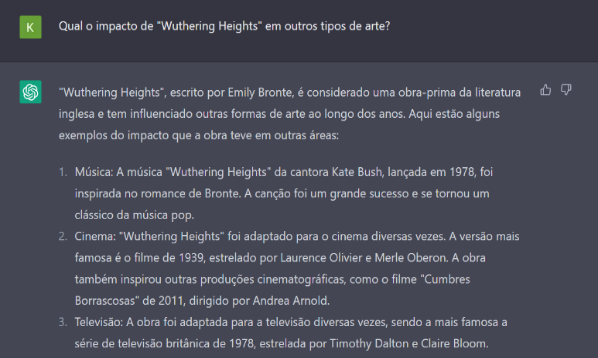 K
Qual o impacto de "Wuthering Heights" em outros tipos de arte?
"Wuthering Heights", escrito por Emily Bronte, é considerado uma obra-prima da literatura
inglesa e tem influenciado outras formas de arte ao longo dos anos. Aqui estão alguns
exemplos do impacto que a obra teve em outras áreas:
1. Música: A música "Wuthering Heights" da cantora Kate Bush, lançada em 1978, foi
inspirada no romance de Bronte. A canção foi um grande sucesso e se tornou um
clássico da música pop.
2. Cinema: "Wuthering Heights" foi adaptado para o cinema diversas vezes. A versão mais
famosa é o filme de 1939, estrelado por Laurence Olivier e Merle Oberon. A obra
também inspirou outras produções cinematográficas, como o filme "Cumbres
Borrascosas" de 2011, dirigido por Andrea Arnold.
3. Televisão: A obra foi adaptada para a televisão diversas vezes, sendo a mais famosa a
série de televisão britânica de 1978, estrelada por Timothy Dalton e Claire Bloom.